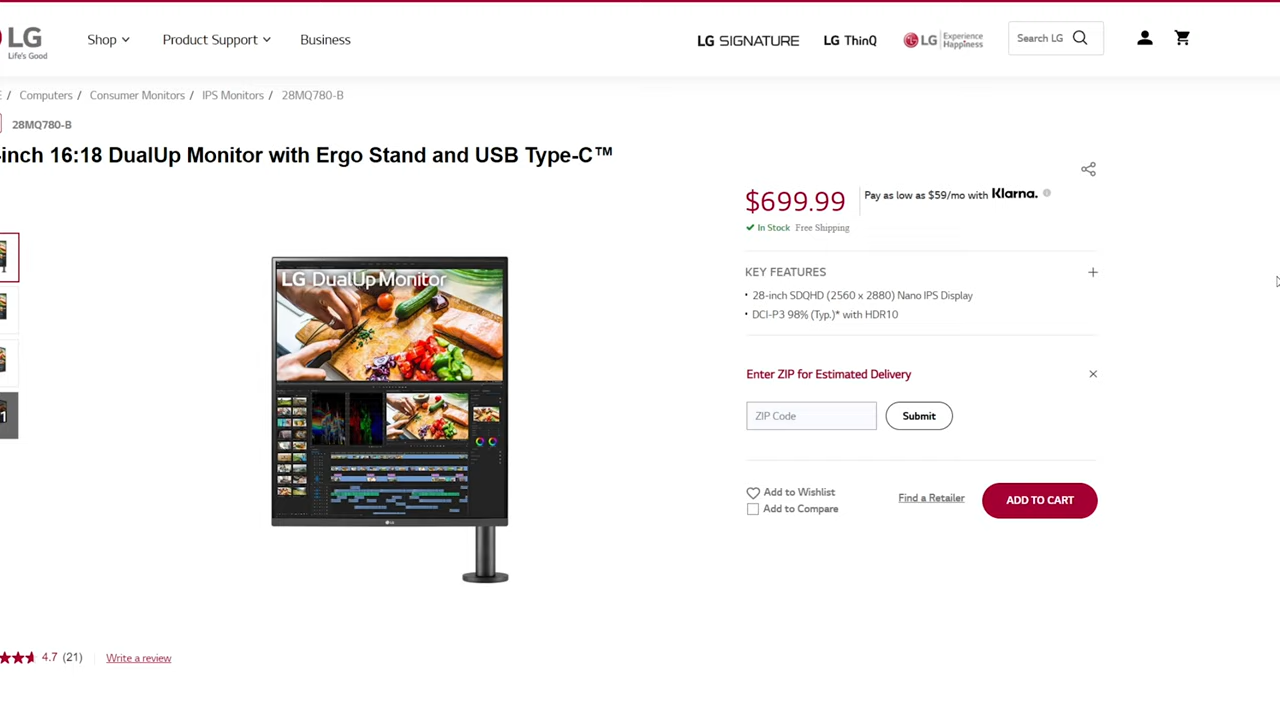 LG
Life's Good
Shop
Product Support
Business
LG SIGNATURE
LG ThinQ
LG Experience Happiness
Search LG
/ Computers / Consumer Monitors / IPS Monitors / 28MQ780-B
28MQ780-B
-inch 16:18 DualUp Monitor with Ergo Stand and USB Type-C™
$699.99
Pay as low as $59/mo with Klarna.
In Stock Free Shipping
LG DualUp Monitor
KEY FEATURES
• 28-inch SDQHD (2560 x 2880) Nano IPS Display
• DCI-P3 98% (Typ.)* with HDR10
Enter ZIP for Estimated Delivery
ZIP Code
Submit
Add to Wishlist
Add to Compare
Find a Retailer
ADD TO CART
4.7 (21)
Write a review